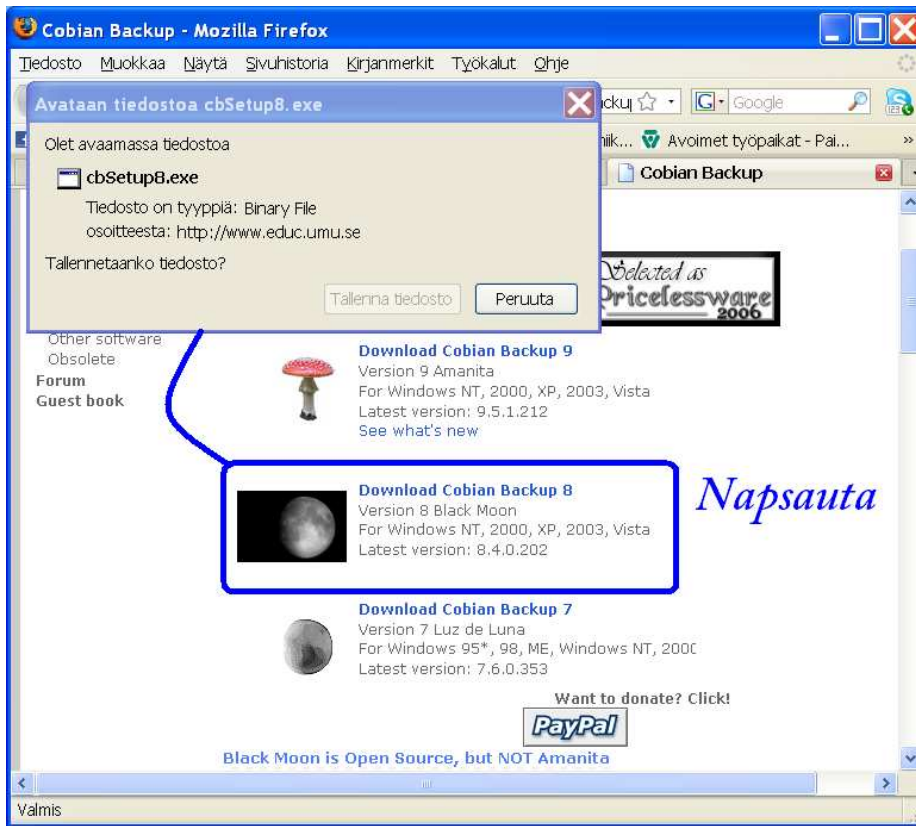 Cobian Backup - Mozilla Firefox
Tiedosto Muokkaa Näytä Sivuhistoria Kirjanmerkit Työkalut Ohje
Google
Avataan tiedostoa cbSetup8.exe
Olet avaamassa tiedostoa
cbSetup8.exe
Tiedosto on tyyppiä: Binary File
osoitteesta: http://www.educ.umu.se
Tallennetaanko tiedosto?
Tallenna tiedosto Peruuta
Avoimet työpaikat - Pai...
Cobian Backup
Selected as
Pricelessware
2006
Other software
Obsolete
Forum
Guest book
Download Cobian Backup 9
Version 9 Amanita
For Windows NT, 2000, XP, 2003, Vista
Latest version: 9.5.1.212
See what's new
Download Cobian Backup 8
Version 8 Black Moon
For Windows NT, 2000, XP, 2003, Vista
Latest version: 8.4.0.202
Napsauta
Download Cobian Backup 7
Version 7 Luz de Luna
For Windows 95*, 98, ME, Windows NT, 2000
Latest version: 7.6.0.353
Want to donate? Click!
PayPal
Black Moon is Open Source, but NOT Amanita
Valmis